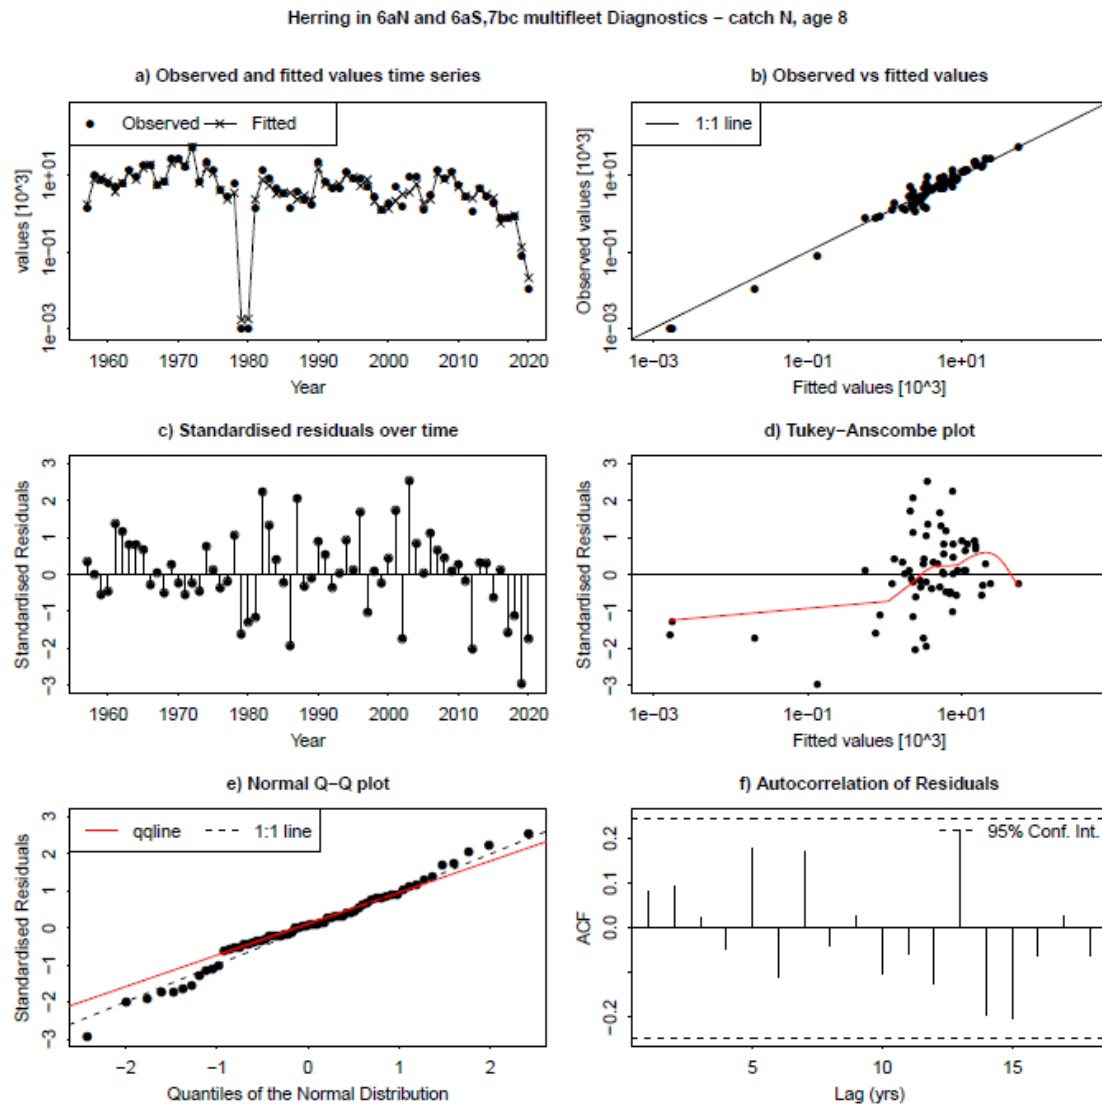 Herring in 6aN and 6aS,7bc multifleet Diagnostics − catch N, age 8
a) Observed and fitted values time series
Observed Fitted
values [10^3]
1e+01
1e−01
1e−03
1960 1970 1980 1990 2000 2010 2020
Year
b) Observed vs fitted values
1:1 line
Observed values [10^3]
1e+01
1e−01
1e−03
1e−03 1e−01 1e+01
Fitted values [10^3]
c) Standardised residuals over time
Standardised Residuals
3
2
1
0
−1
−2
−3
1960 1970 1980 1990 2000 2010 2020
Year
d) Tukey−Anscombe plot
Standardised Residuals
3
2
1
0
−1
−2
−3
1e−03 1e−01 1e+01
Fitted values [10^3]
e) Normal Q−Q plot
qqline 1:1 line
Standardised Residuals
3
2
1
0
−1
−2
−3
−2 −1 0 1 2
Quantiles of the Normal Distribution
f) Autocorrelation of Residuals
95% Conf. Int.
ACF
0.2
0.1
0.0
−0.2
5 10 15
Lag (yrs)